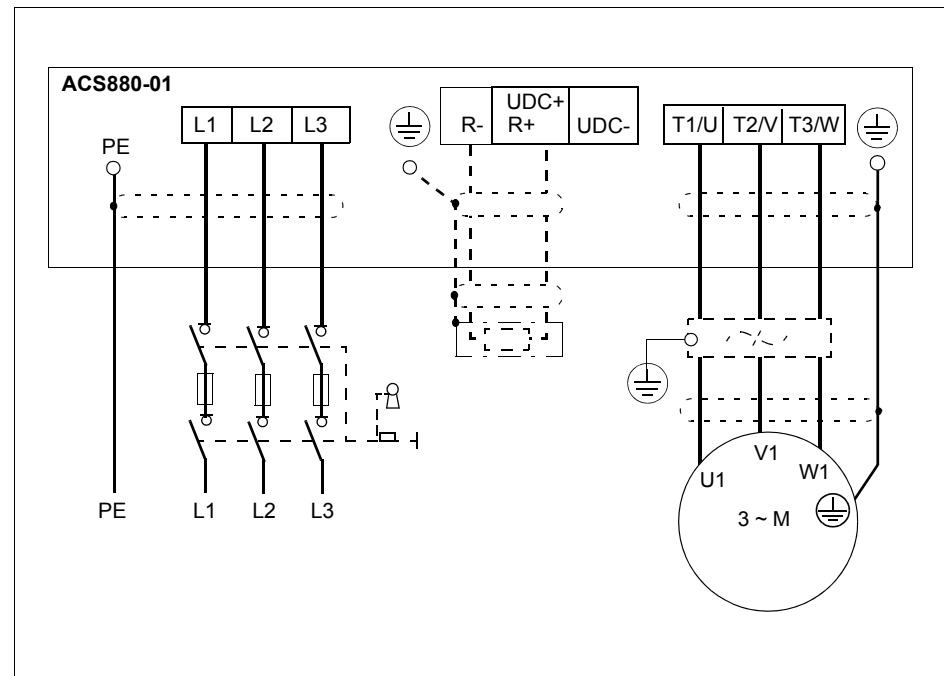 ACS880-01
L1 L2 L3
R- UDC+ R+ UDC-
T1/U T2/V T3/W
PE
PE L1 L2 L3
U1 V1 W1
3 ~ M